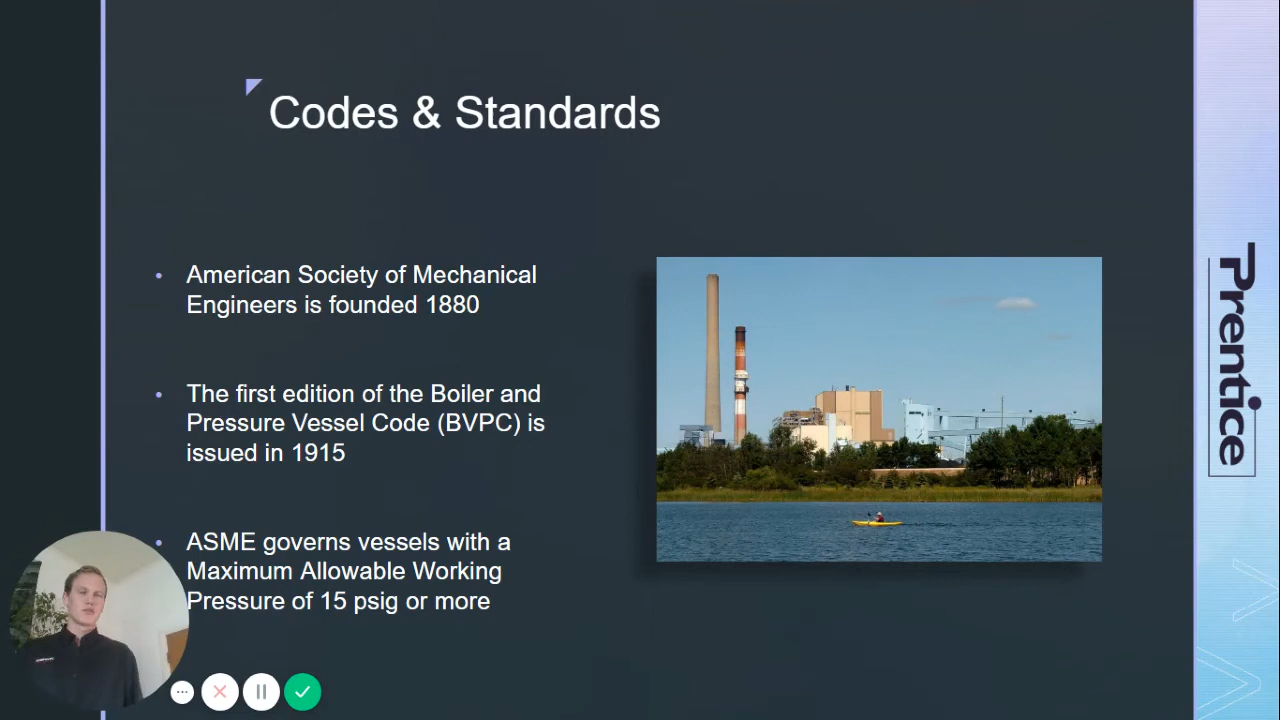 Codes & Standards
• American Society of Mechanical
Engineers is founded 1880
• The first edition of the Boiler and
Pressure Vessel Code (BVPC) is
issued in 1915
• ASME governs vessels with a
Maximum Allowable Working
Pressure of 15 psig or more
Prentice